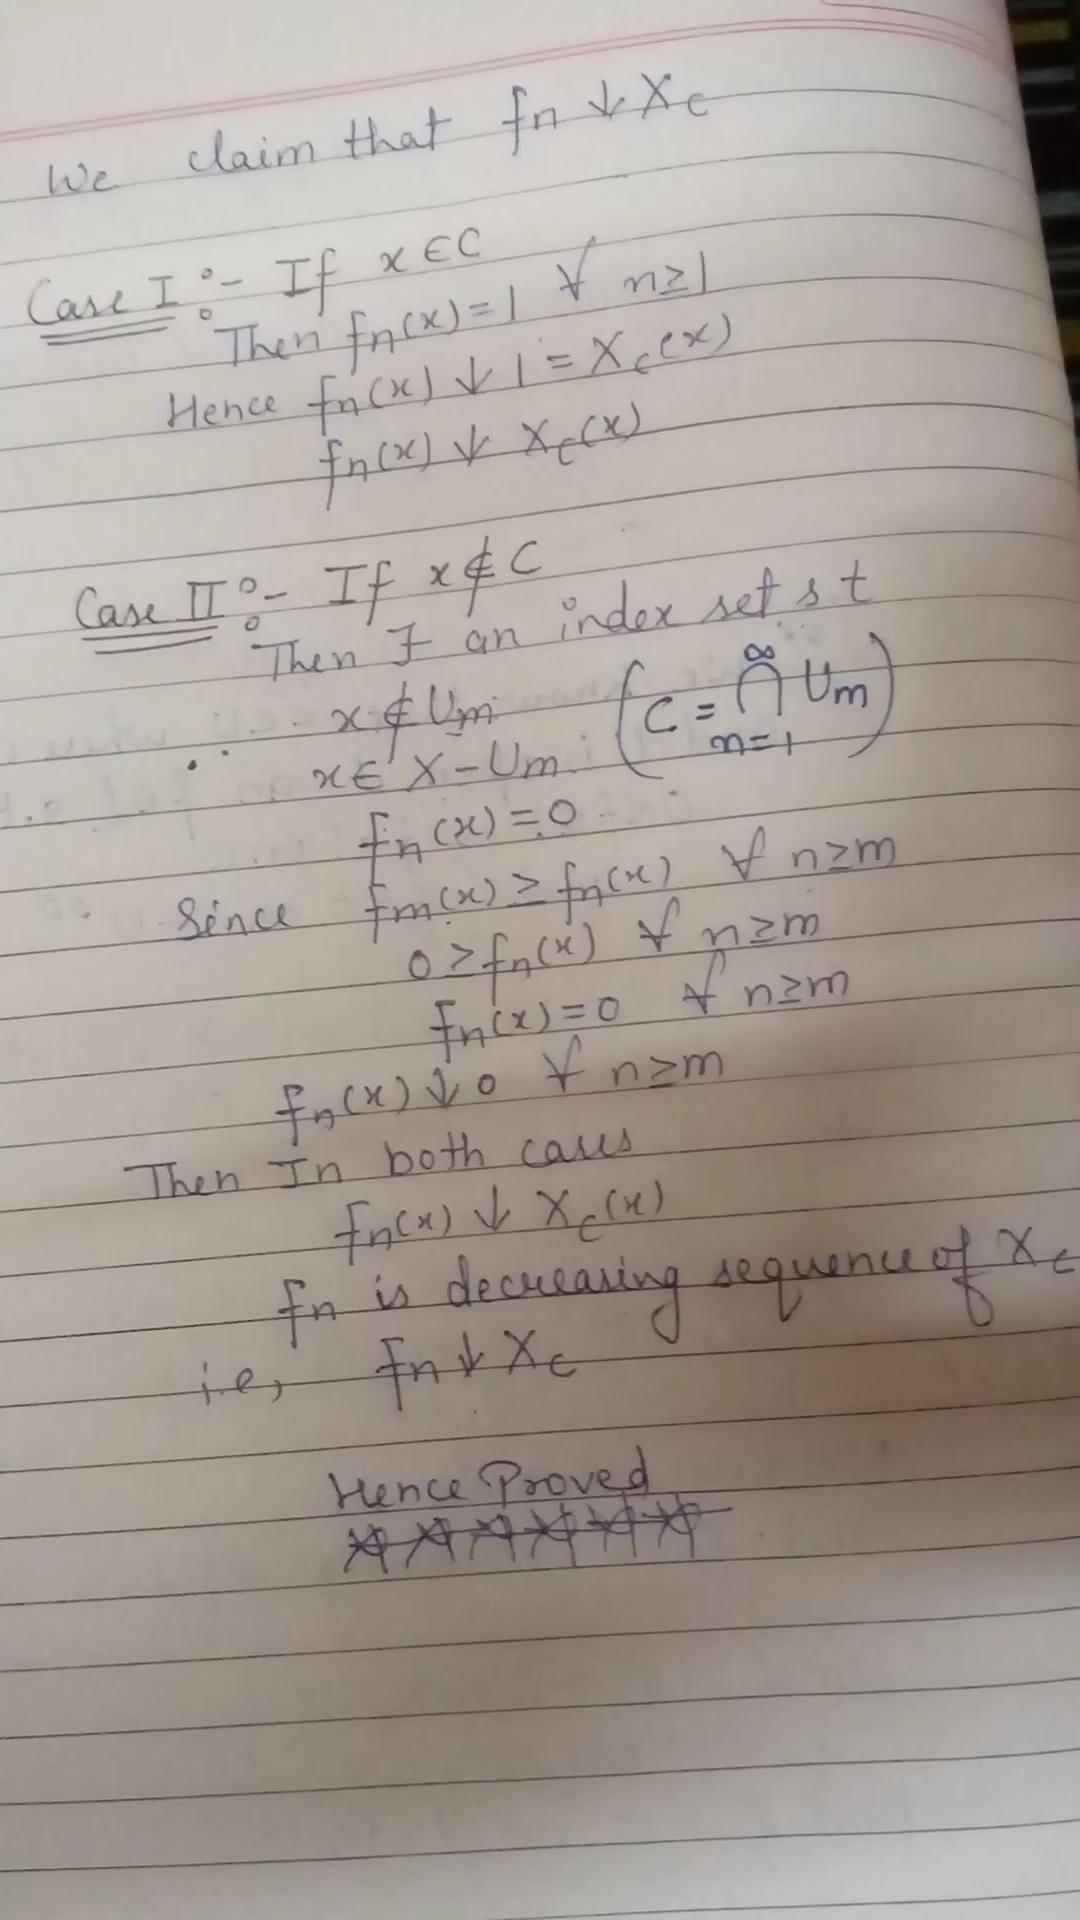 We claim that fn ↓ Xc
Case I :- If x ∈ C
Then fn(x) = 1 ∀ n ≥ 1
Hence fn(x) ↓ 1 = Xc(x)
fn(x) ↓ Xc(x)
Case II :- If x ∉ C
Then ∃ an index set s t
x ∉ Um (C = ∞ ∩ n=1 Um)
∴ x ∈ X - Um
fn(x) = 0
Since fm(x) ≥ fn(x) ∀ n ≥ m
0 ≥ fn(x) ∀ n ≥ m
fn(x) = 0 ∀ n ≥ m
fn(x) ↓ 0 ∀ n ≥ m
Then In both cases
fn(x) ↓ Xc(x)
fn is decreasing sequence of Xc
i.e, fn ↓ Xc
Hence Proved